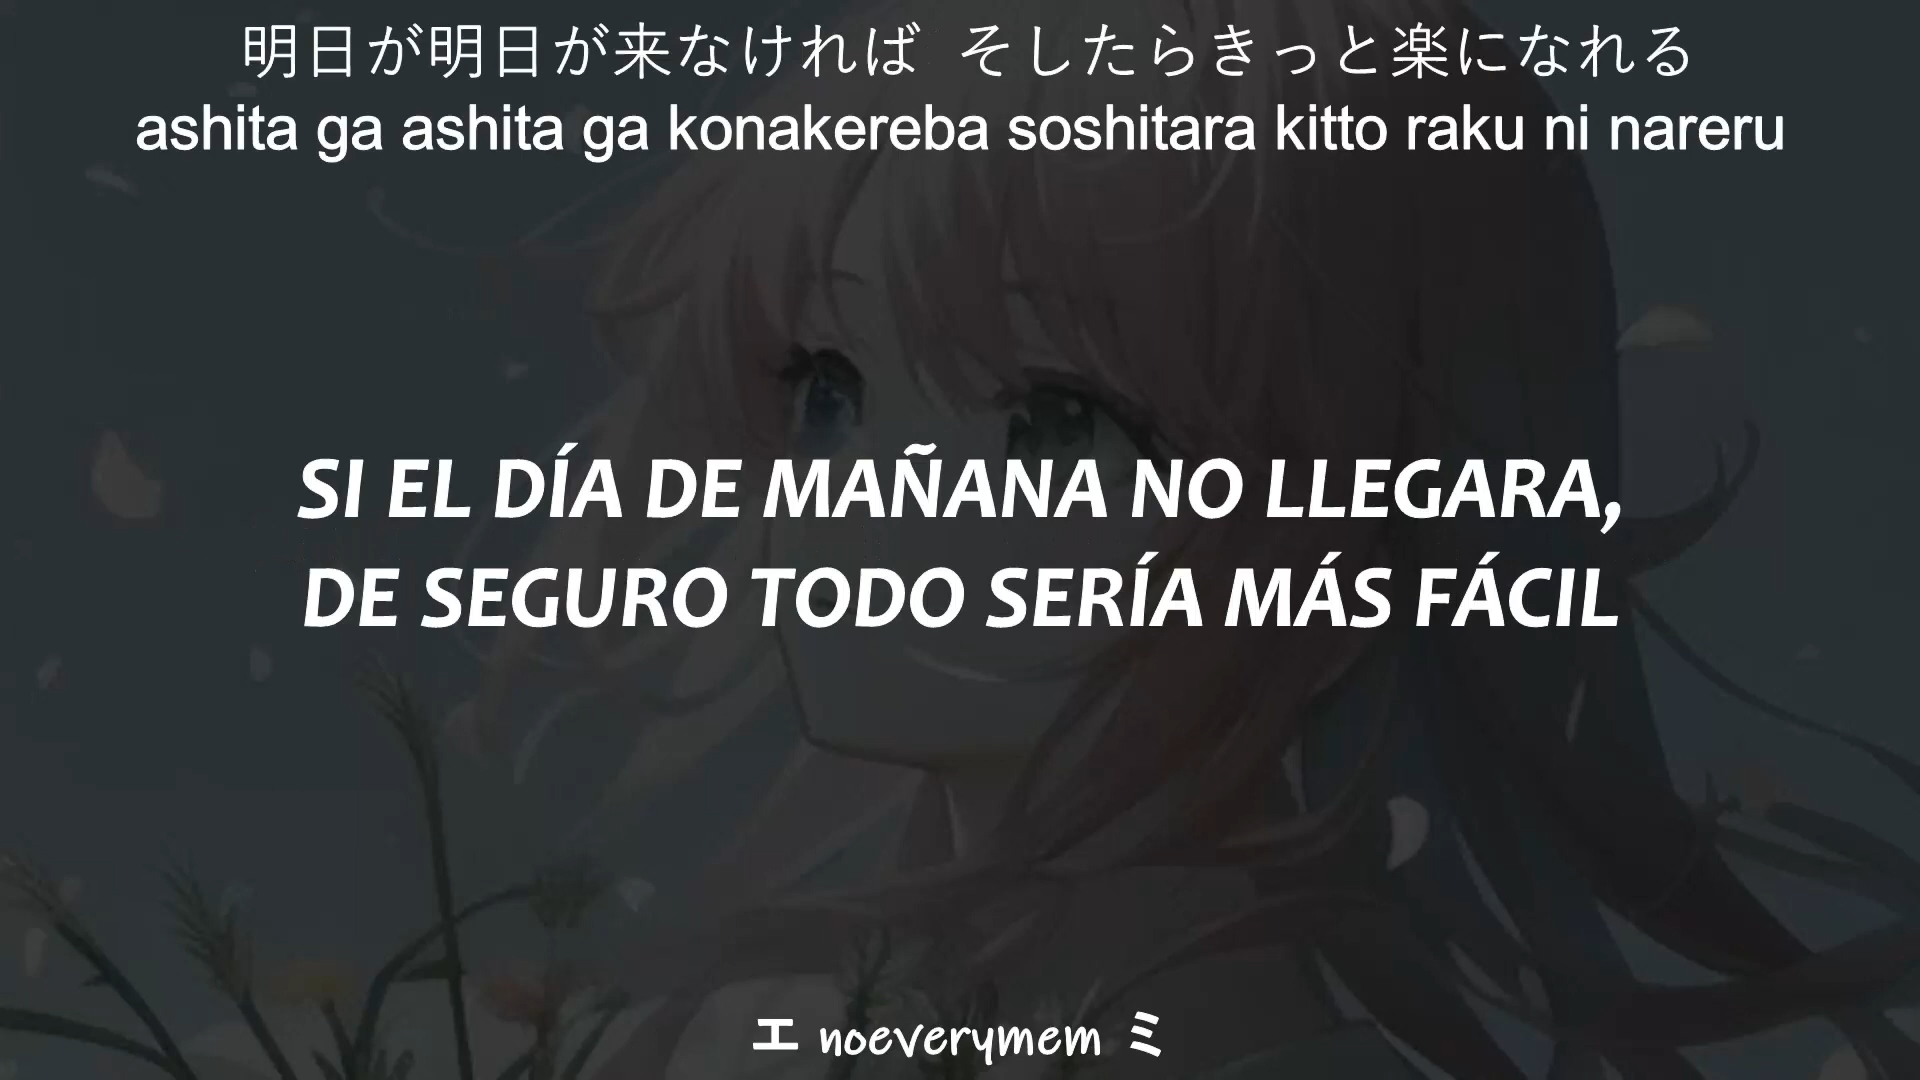 明日が明日が来なければ そしたらきっと楽になれる
ashita ga ashita ga konakereba soshitara kitto raku ni nareru
SI EL DÍA DE MAÑANA NO LLEGARA,
DE SEGURO TODO SERÍA MÁS FÁCIL
エ noeverymem ミ